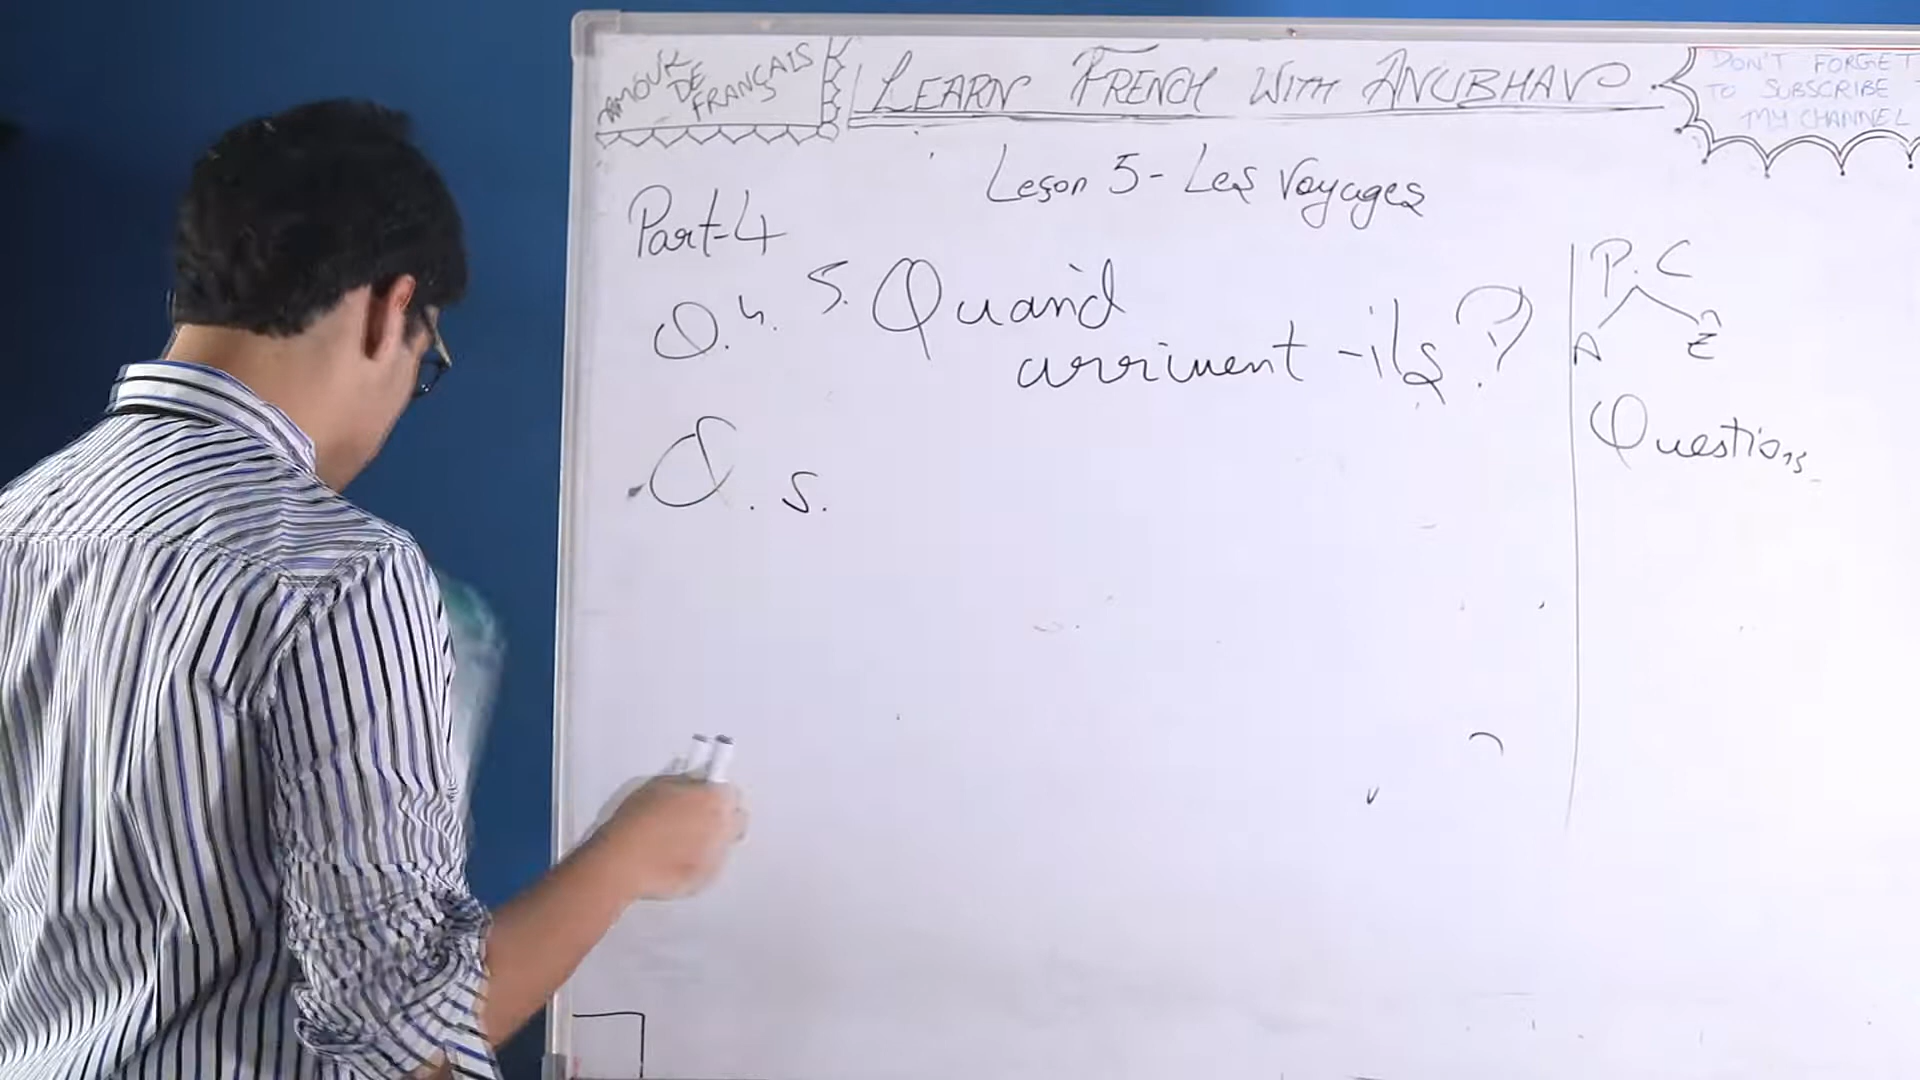 AMOUR
DE
FRANÇAIS
LEARN FRENCH WITH ANUBHAV
DON'T FORGET
TO SUBSCRIBE
MY CHANNEL
Leçon 5 - Les Voyages
Part-4
Q.4. 5. Quand
arrivent-ils?
Q. 5.
P.C
A Ê
Questions